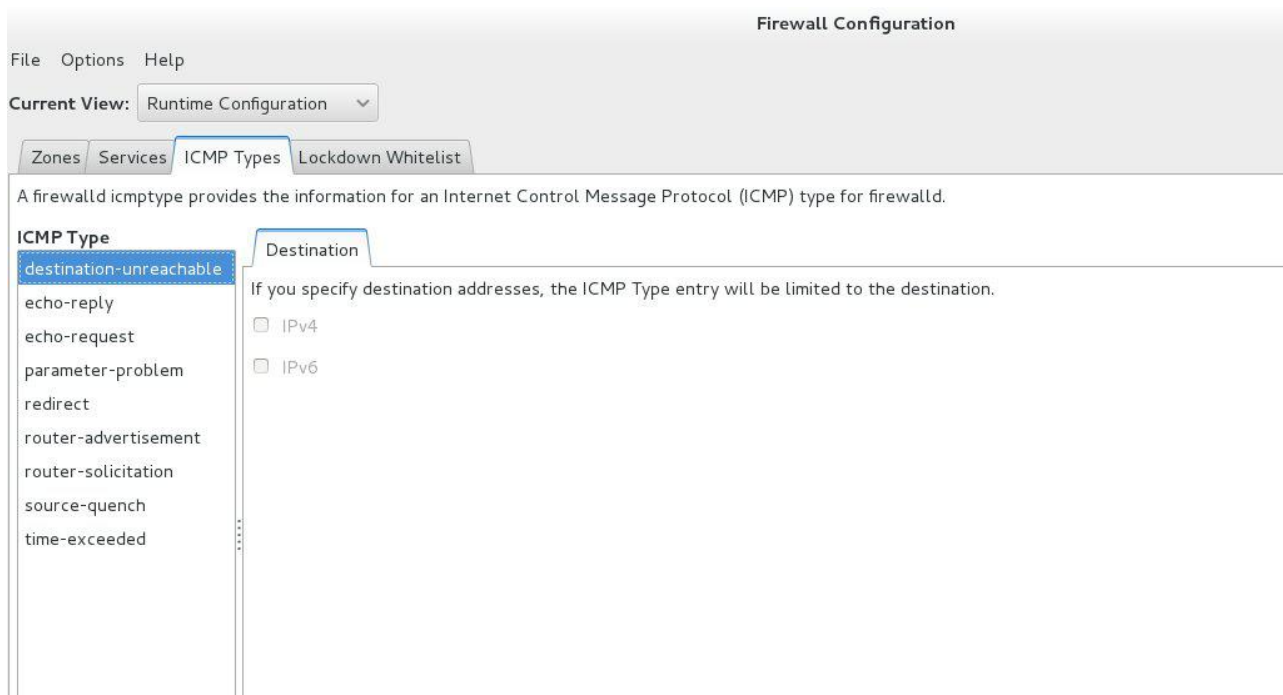 Firewall Configuration
File Options Help
Current View: Runtime Configuration
Zones Services ICMP Types Lockdown Whitelist
A firewalld icmptype provides the information for an Internet Control Message Protocol (ICMP) type for firewalld.
ICMP Type
destination-unreachable
echo-reply
echo-request
parameter-problem
redirect
router-advertisement
router-solicitation
source-quench
time-exceeded
Destination
If you specify destination addresses, the ICMP Type entry will be limited to the destination.
IPv4
IPv6